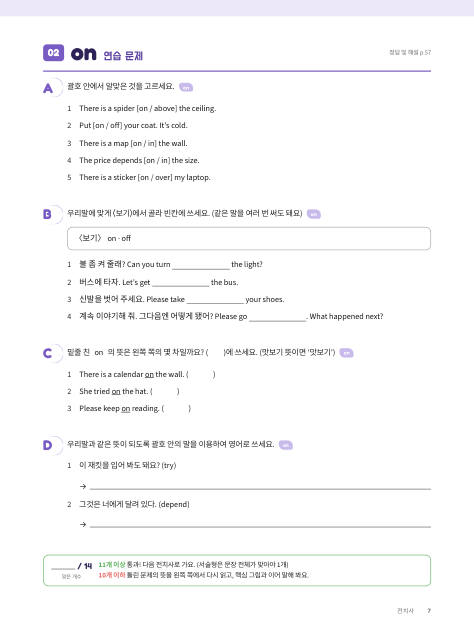 02 on 연습 문제
정답 및 해설 p.57
A 괄호 안에서 알맞은 것을 고르세요. on
1 There is a spider [on / above] the ceiling.
2 Put [on / off] your coat. It's cold.
3 There is a map [on / in] the wall.
4 The price depends [on / in] the size.
5 There is a sticker [on / over] my laptop.
B 우리말에 맞게 〈보기〉에서 골라 빈칸에 쓰세요. (같은 말을 여러 번 써도 돼요) on
〈보기〉 on · off
1 불 좀 켜 줄래? Can you turn ______________ the light?
2 버스에 타자. Let's get ______________ the bus.
3 신발을 벗어 주세요. Please take ______________ your shoes.
4 계속 이야기해 줘. 그다음엔 어떻게 됐어? Please go ______________. What happened next?
C 밑줄 친 on 의 뜻은 왼쪽 쪽의 몇 차일까요? ( )에 쓰세요. (맛보기 뜻이면 '맛보기') on
1 There is a calendar on the wall. ( )
2 She tried on the hat. ( )
3 Please keep on reading. ( )
D 우리말과 같은 뜻이 되도록 괄호 안의 말을 이용하여 영어로 쓰세요. on
1 이 재킷을 입어 봐도 돼요? (try)
→
2 그것은 너에게 달려 있다. (depend)
→
______ / 14 11개 이상 통과! 다음 전치사로 가요. (서술형은 문장 전체가 맞아야 1개)
맞은 개수 10개 이하 틀린 문제의 뜻을 왼쪽 쪽에서 다시 읽고, 핵심 그림과 이어 말해 봐요.
전치사 7